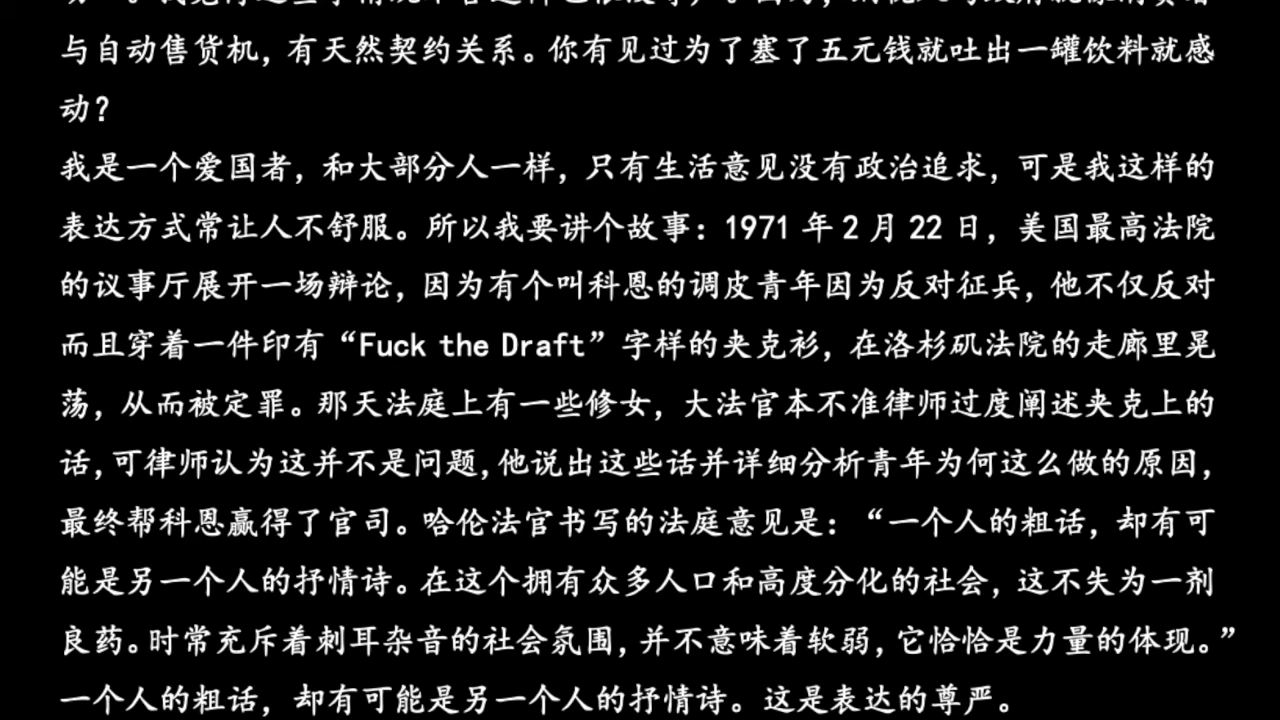 与自动售货机，有天然契约关系。你有见过为了塞了五元钱就吐出一罐饮料就感
动？
我是一个爱国者，和大部分人一样，只有生活意见没有政治追求，可是我这样的
表达方式常让人不舒服。所以我要讲个故事：1971 年 2 月 22 日，美国最高法院
的议事厅展开一场辩论，因为有个叫科恩的调皮青年因为反对征兵，他不仅反对
而且穿着一件印有“Fuck the Draft”字样的夹克衫，在洛杉矶法院的走廊里晃
荡，从而被定罪。那天法庭上有一些修女，大法官本不准律师过度阐述夹克上的
话，可律师认为这并不是问题，他说出这些话并详细分析青年为何这么做的原因，
最终帮科恩赢得了官司。哈伦法官书写的法庭意见是：“一个人的粗话，却有可
能是另一个人的抒情诗。在这个拥有众多人口和高度分化的社会，这不失为一剂
良药。时常充斥着刺耳杂音的社会氛围，并不意味着软弱，它恰恰是力量的体现。”
一个人的粗话，却有可能是另一个人的抒情诗。这是表达的尊严。